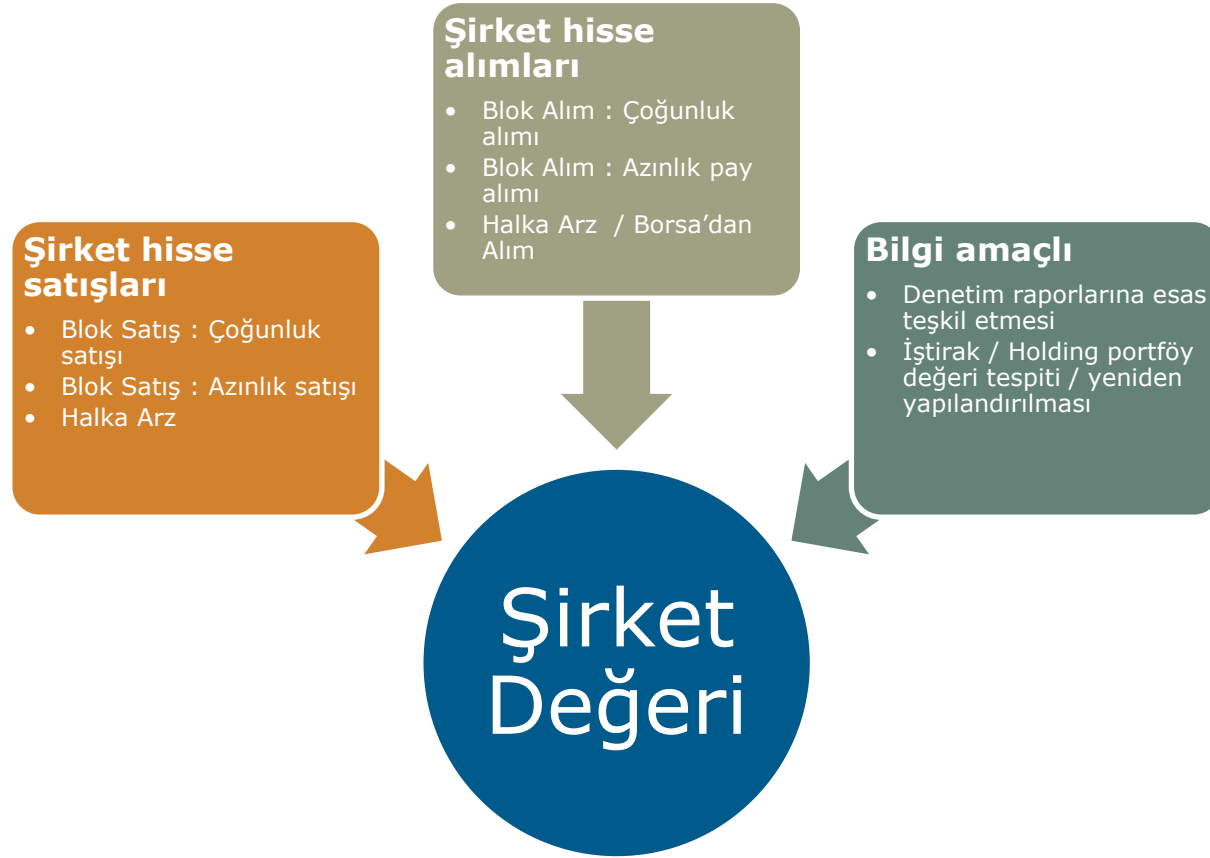 Şirket hisse
alımları
• Blok Alım : Çoğunluk
alımı
• Blok Alım : Azınlık pay
alımı
• Halka Arz / Borsa’dan
Alım
Şirket hisse
satışları
• Blok Satış : Çoğunluk
satışı
• Blok Satış : Azınlık satışı
• Halka Arz
Bilgi amaçlı
• Denetim raporlarına esas
teşkil etmesi
• İştirak / Holding portföy
değeri tespiti / yeniden
yapılandırılması
Şirket
Değeri